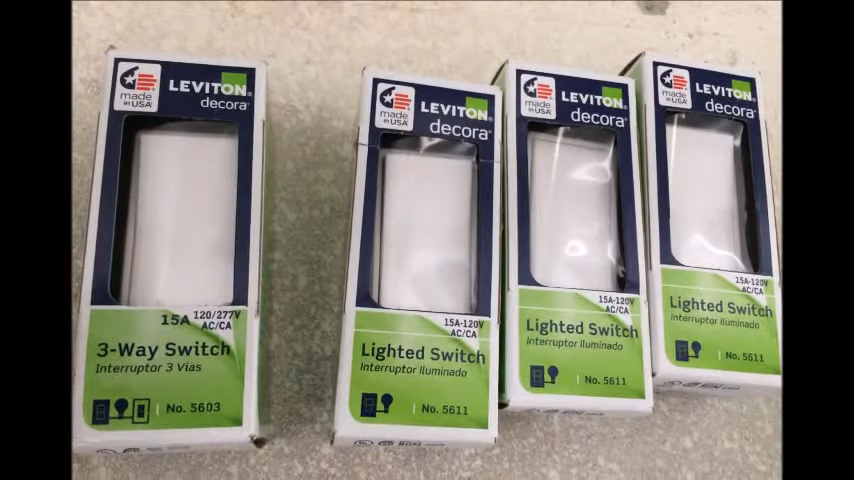 made
in USA
LEVITON
decora
15A 120/277V
AC/CA
3-Way Switch
Interruptor 3 Vías
No. 5603
made
in USA
LEVITON
decora
15A-120V
AC/CA
Lighted Switch
Interruptor Iluminado
No. 5611
made
in USA
LEVITON
decora
15A-120V
AC/CA
Lighted Switch
Interruptor Iluminado
No. 5611
made
in USA
LEVITON
decora
15A-120V
AC/CA
Lighted Switch
Interruptor Iluminado
No. 5611